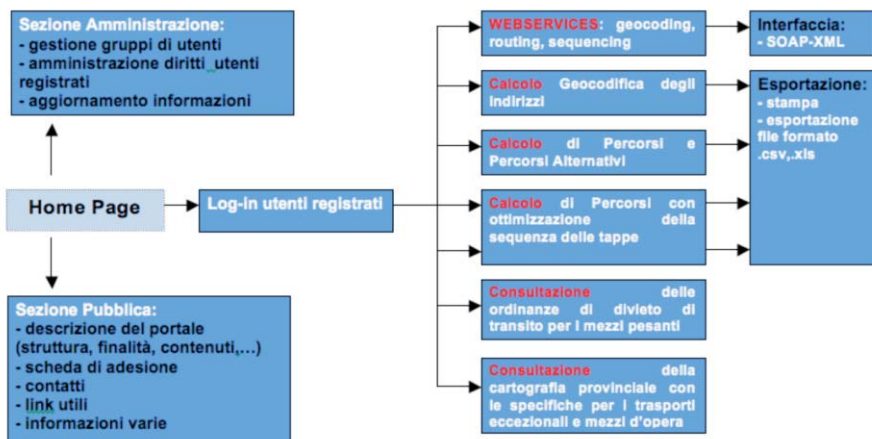 Sezione Amministrazione:
- gestione gruppi di utenti
- amministrazione diritti utenti
registrati
- aggiornamento informazioni
Home Page
Log-in utenti registrati
Sezione Pubblica:
- descrizione del portale
(struttura, finalità, contenuti,...)
- scheda di adesione
- contatti
- link utili
- informazioni varie
WEBSERVICES: geocoding,
routing, sequencing
Calcolo Geocodifica degli
Indirizzi
Calcolo di Percorsi e
Percorsi Alternativi
Calcolo di Percorsi con
ottimizzazione della
sequenza delle tappe
Consultazione delle
ordinanze di divieto di
transito per i mezzi pesanti
Consultazione della
cartografia provinciale con
le specifiche per i trasporti
eccezionali e mezzi d'opera
Interfaccia:
- SOAP-XML
Esportazione:
- stampa
- esportazione
file formato
.csv,.xls